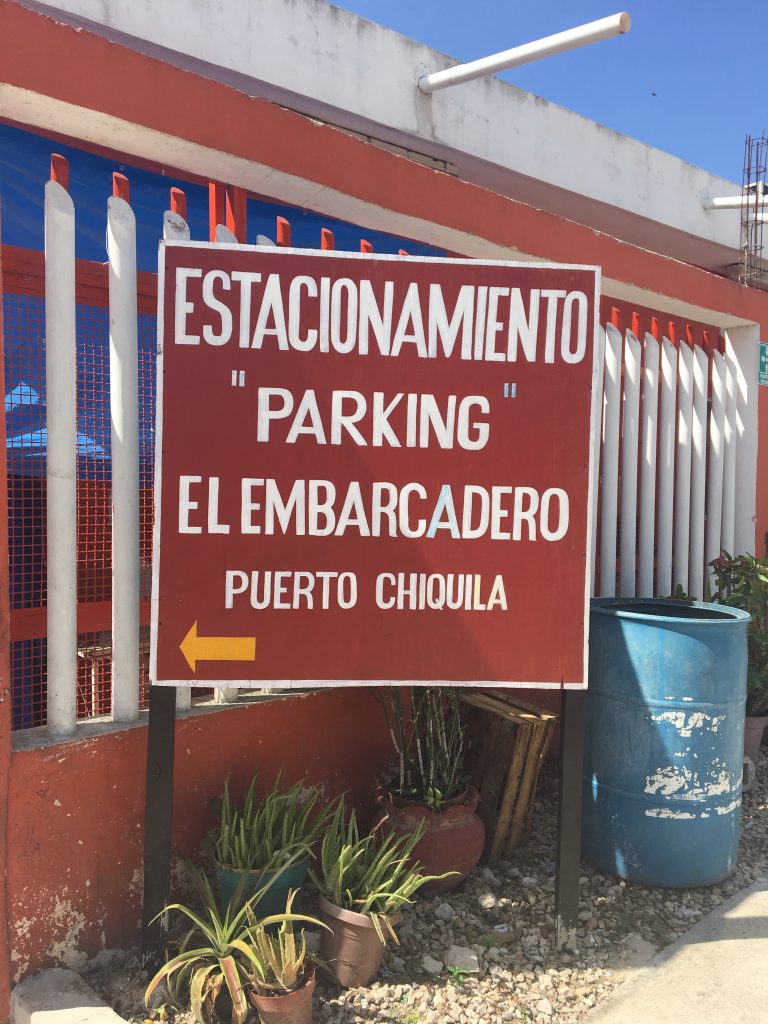 ESTACIONAMIENTO
"PARKING"
EL EMBARCADERO
PUERTO CHIQUILA